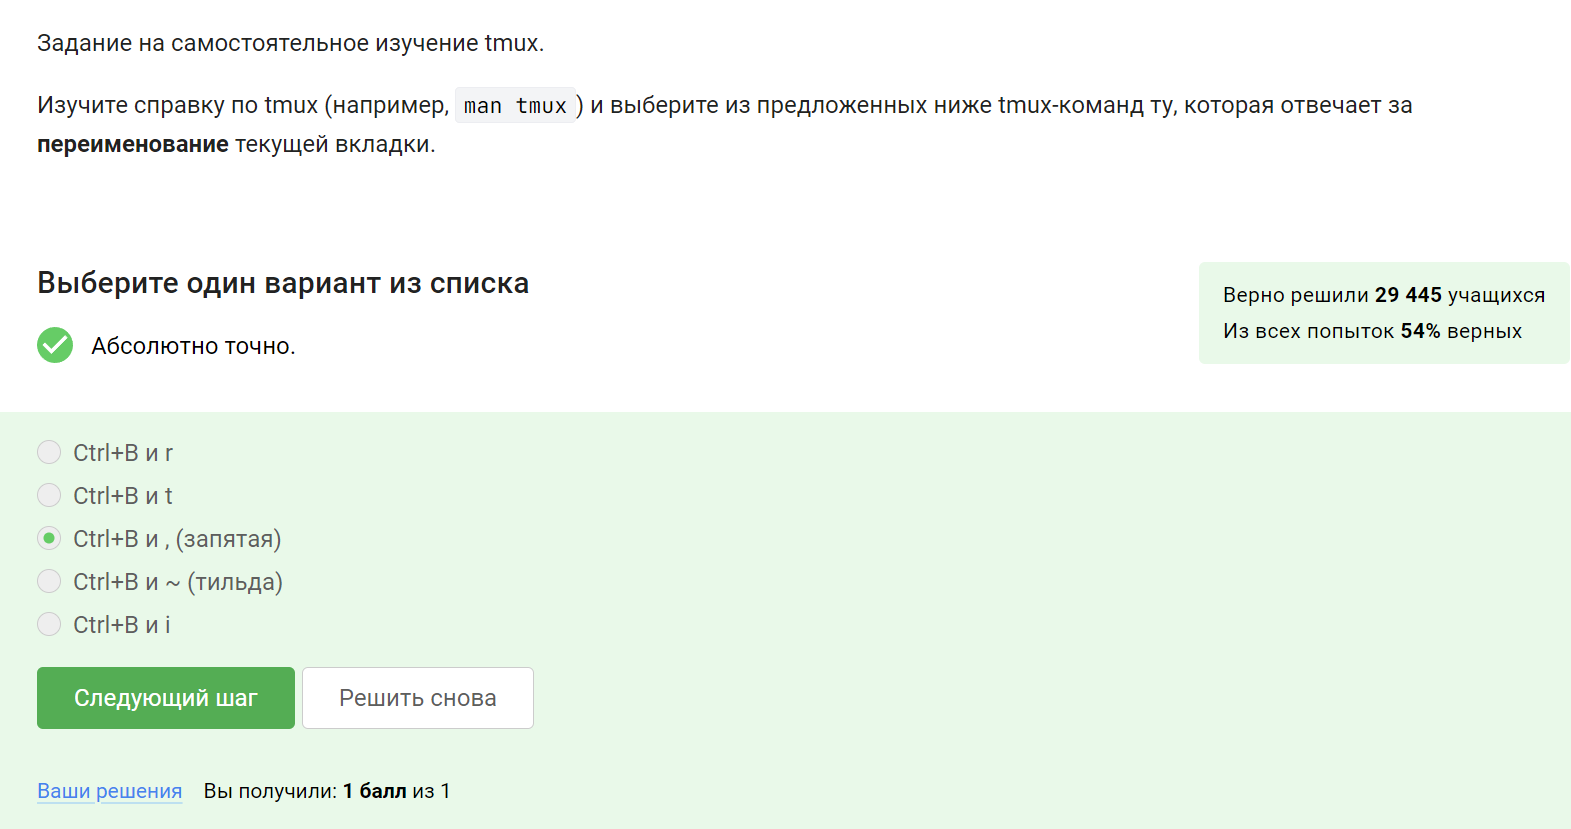 Задание на самостоятельное изучение tmux.
Изучите справку по tmux (например, man tmux ) и выберите из предложенных ниже tmux-команд ту, которая отвечает за
переименование текущей вкладки.
Выберите один вариант из списка
Верно решили 29 445 учащихся
Из всех попыток 54% верных
Абсолютно точно.
Ctrl+B и r
Ctrl+B и t
Ctrl+B и , (запятая)
Ctrl+B и ~ (тильда)
Ctrl+B и i
Следующий шаг
Решить снова
Ваши решения Вы получили: 1 балл из 1